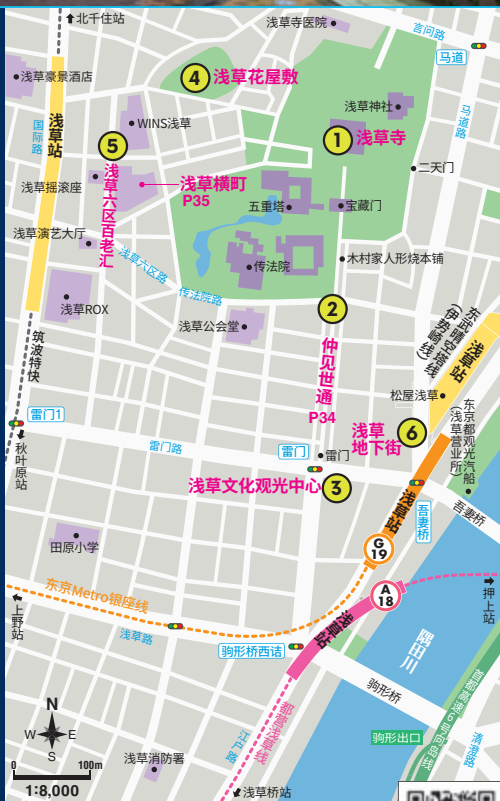 北千住站
浅草寺医院
言问路
马道
浅草豪景酒店
4
浅草花屋敷
浅草站
国际路
WINS浅草
浅草神社
马道路
5
1
浅草寺
二天门
浅草六区百老汇
浅草摇滚座
浅草横町
P35
五重塔
宝藏门
浅草演艺大厅
浅草六区路
传法院
木村家人形烧本铺
传法院路
浅草ROX
2
浅草公会堂
东武晴空塔线
(伊势崎线)
浅草站
筑波特快
仲见世通
P34
松屋浅草
雷门1
秋叶原站
雷门路
雷门
雷门
浅草
地下街
6
东京都观光汽船
(浅草营业所)
浅草文化观光中心
3
浅草站
吾妻桥
吾妻桥
田原小学
G
19
东京Metro银座线
A
18
押上站
上野站
浅草路
驹形桥西诘
浅草站
隅田川
驹形桥
首都高速6号向岛线
都营浅草线
江户路
驹形出口
清澄路
N
W
E
S
0
100m
1:8,000
浅草消防署
浅草桥站